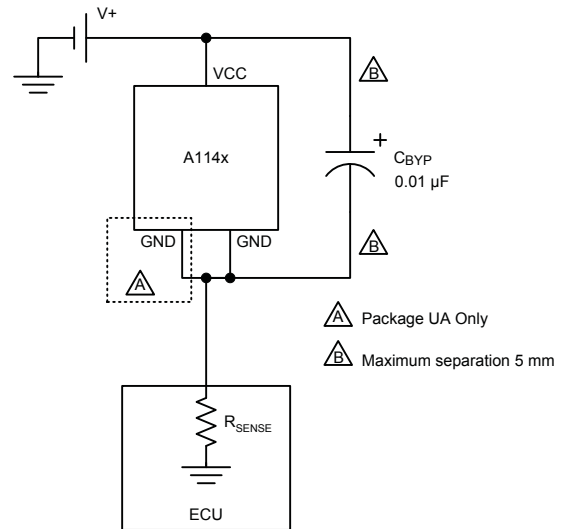 V+
VCC
A114x
B
+
CBYP
0.01 µF
GND
GND
B
A
A Package UA Only
B Maximum separation 5 mm
RSENSE
ECU